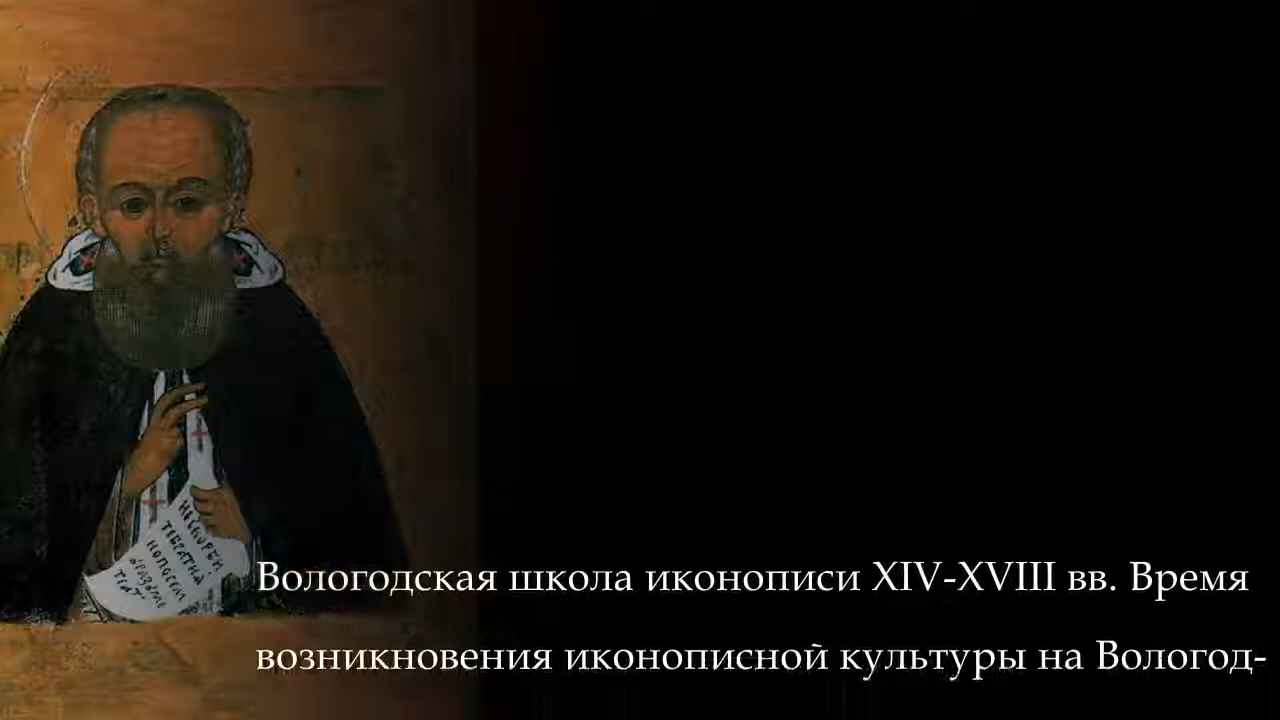 Вологодская школа иконописи XIV-XVIII вв. Время
возникновения иконописной культуры на Вологод-